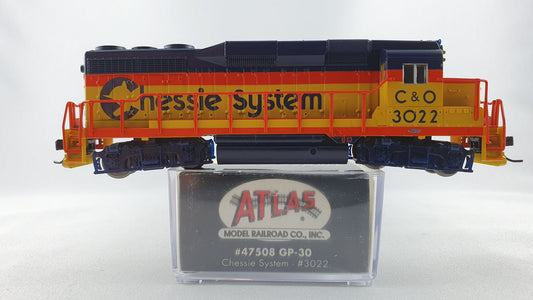 Chessie System
C & O
3022
ATLAS
MODEL RAILROAD CO., INC.
#47508 GP-30
Chessie System - #3022